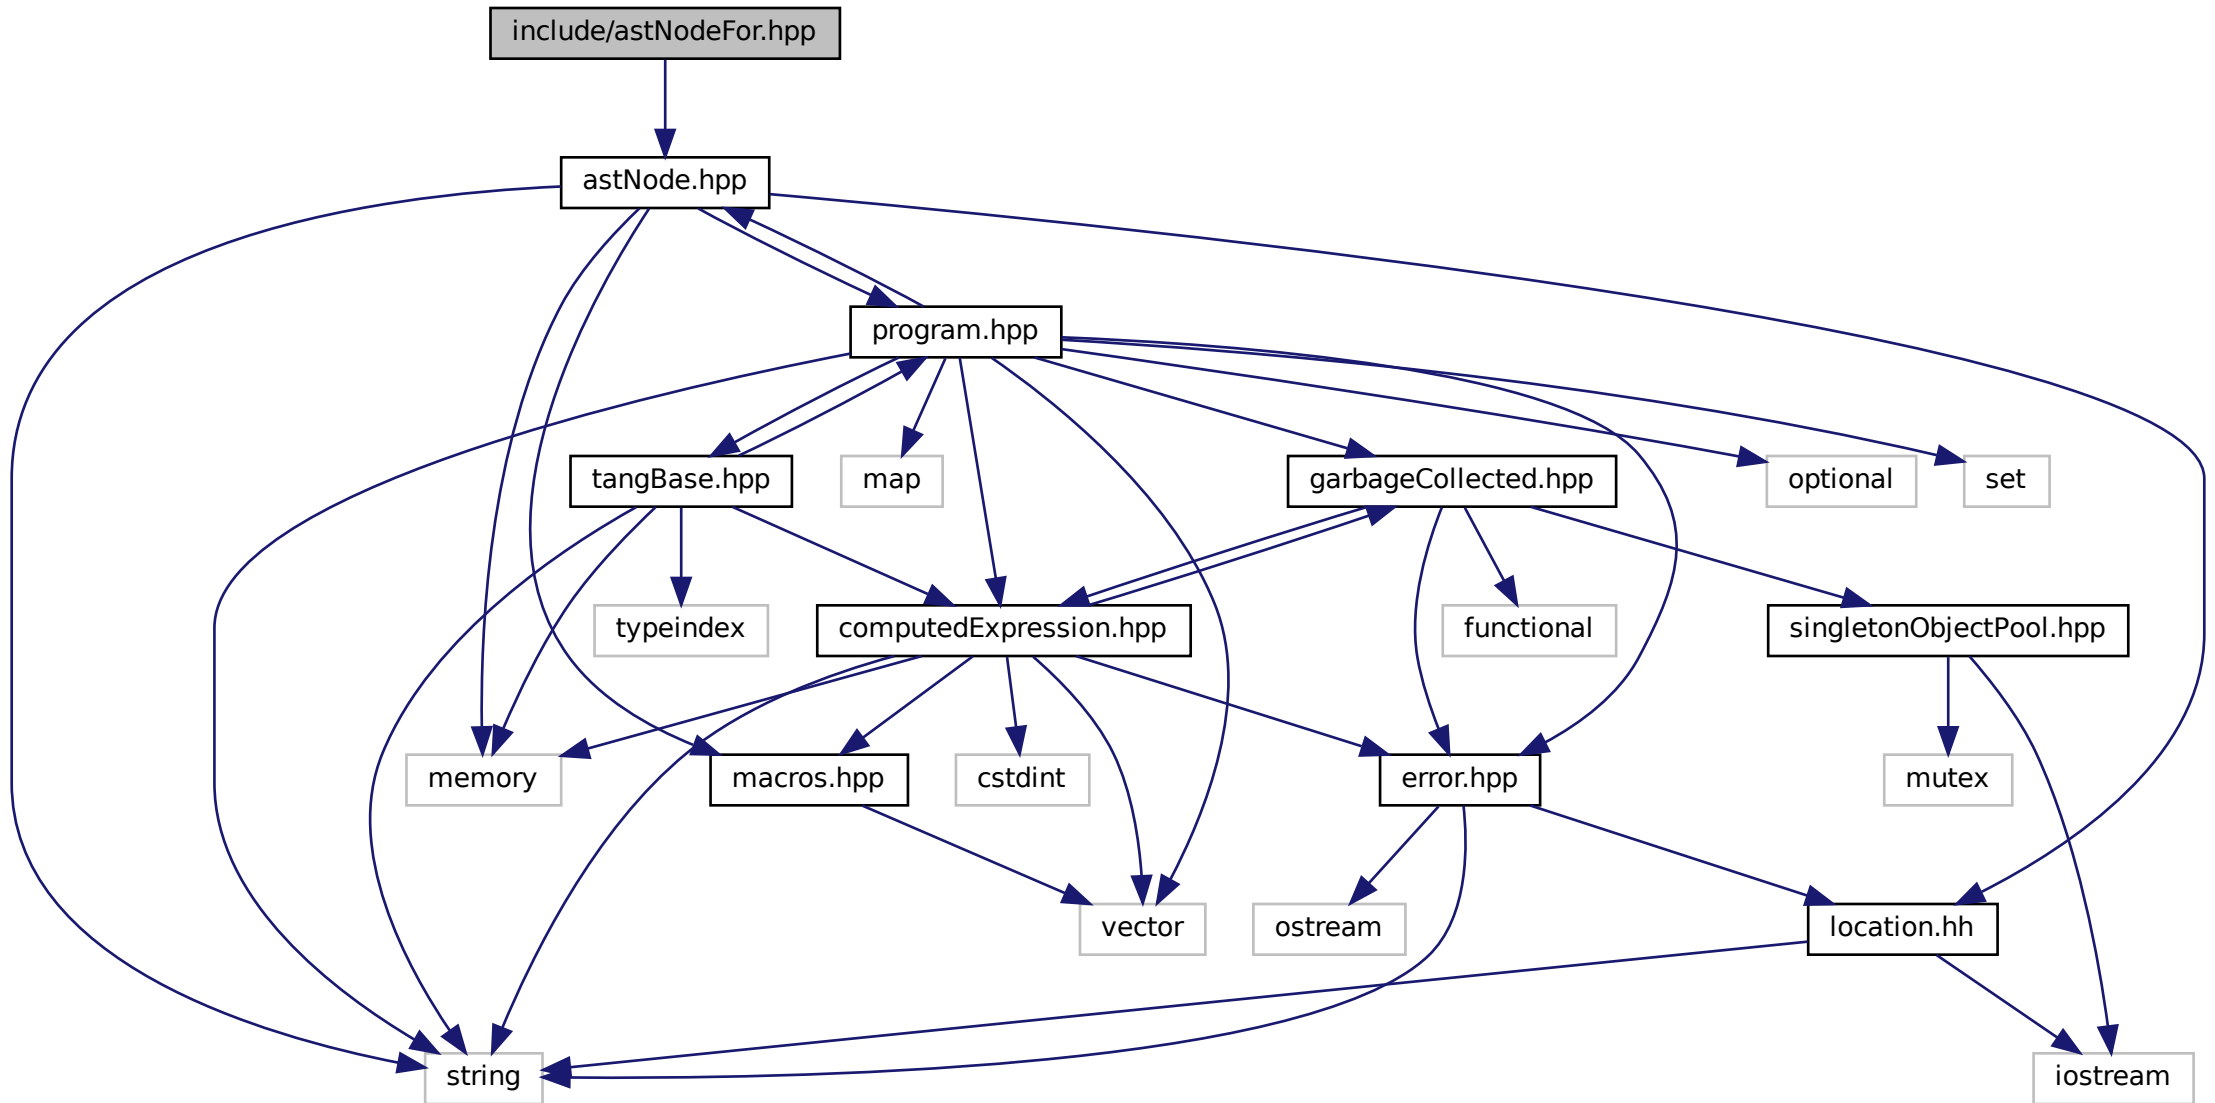 include/astNodeFor.hpp
astNode.hpp
program.hpp
tangBase.hpp
map
garbageCollected.hpp
optional
set
typeindex
computedExpression.hpp
functional
singletonObjectPool.hpp
memory
macros.hpp
cstdint
error.hpp
mutex
vector
ostream
location.hh
string
iostream